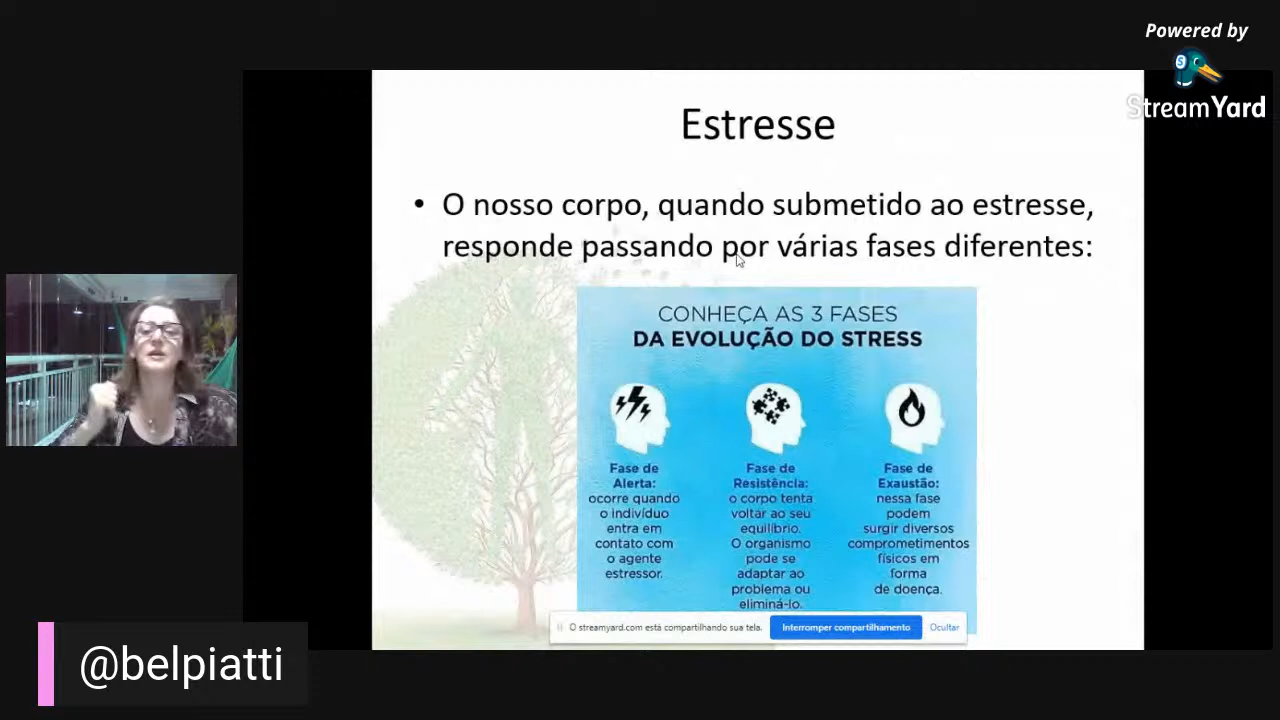 Powered by
StreamYard
Estresse
• O nosso corpo, quando submetido ao estresse,
responde passando por várias fases diferentes:
CONHEÇA AS 3 FASES
DA EVOLUÇÃO DO STRESS
Fase de
Alerta:
ocorre quando
o indivíduo
entra em
contato com
o agente
estressor.
Fase de
Resistência:
o corpo tenta
voltar ao seu
equilíbrio.
O organismo
pode se
adaptar ao
problema ou
eliminá-lo.
Fase de
Exaustão:
nessa fase
podem
surgir diversos
comprometimentos
físicos em
forma
de doença.
O streamyard.com está compartilhando sua tela.
Interromper compartilhamento
Ocultar
@belpiatti